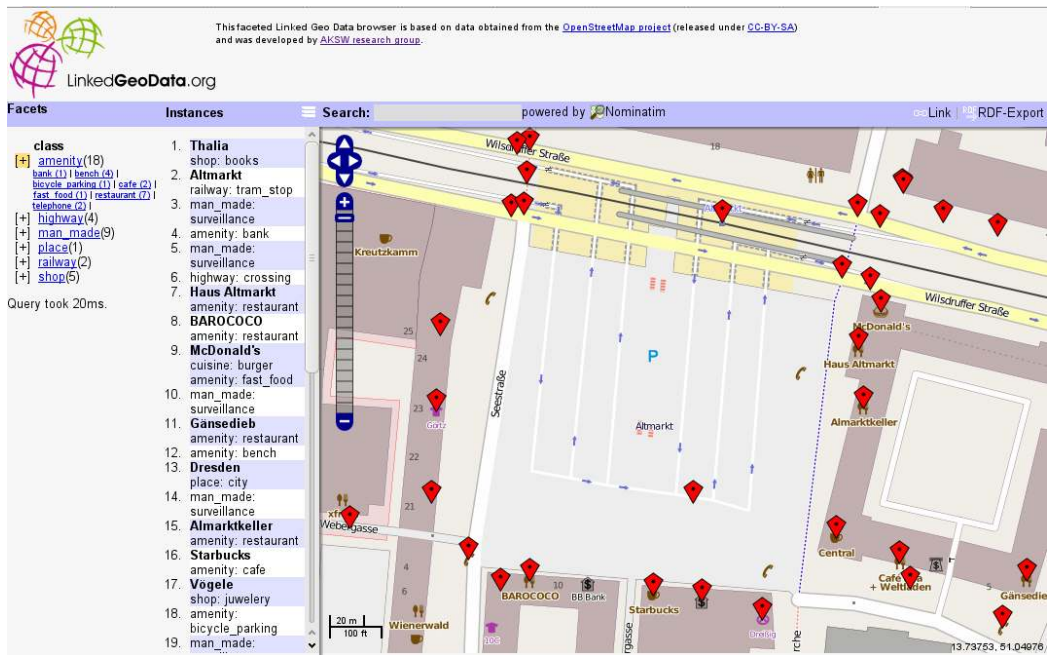 This faceted Linked Geo Data browser is based on data obtained from the OpenStreetMap project (released under CC-BY-SA)
and was developed by AKSW research group.
LinkedGeoData.org
Facets
Instances
Search:
powered by Nominatim
Link
RDF-Export
class
[+] amenity(18)
bank (1) | bench (4) |
bicycle_parking (1) | cafe (2) |
fast_food (1) | restaurant (7) |
telephone (2) |
[+] highway(4)
[+] man_made(9)
[+] place(1)
[+] railway(2)
[+] shop(5)
Query took 20ms.
1. Thalia
shop: books
2. Altmarkt
railway: tram_stop
3. man_made:
surveillance
4. amenity: bank
5. man_made:
surveillance
6. highway: crossing
7. Haus Altmarkt
amenity: restaurant
8. BAROCOCO
amenity: restaurant
9. McDonald's
cuisine: burger
amenity: fast_food
10. man_made:
surveillance
11. Gänsedieb
amenity: restaurant
12. amenity: bench
13. Dresden
place: city
14. man_made:
surveillance
15. Almarktkeller
amenity: restaurant
16. Starbucks
amenity: cafe
17. Vögele
shop: juwelery
18. amenity:
bicycle_parking
19. man_made:
Wilsdruffer Straße
18
Kreutzkamm
Wilsdruffer Straße
McDonald's
25
Haus Altmarkt
24
P
Seestraße
23
Görtz
Almarktkeller
Altmarkt
22
21
Webergasse
Central
4
6
BAROCOCO
10
BB Bank
Starbucks
Café
+ Weltladen
5
Gänsedie
Wienerwald
Dreißig
20 m
100 ft
13.73753, 51.04976